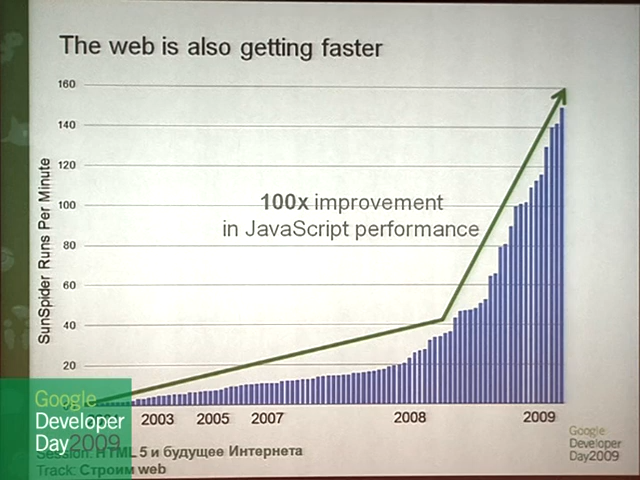 The web is also getting faster
160
140
120
100
80
60
40
20
SunSpider Runs Per Minute
100x improvement
in JavaScript performance
2003 2005 2007 2008 2009
Google
Developer
Day2009
Session: HTML 5 и будущее Интернета
Track: Строим web
Google
Developer
Day2009